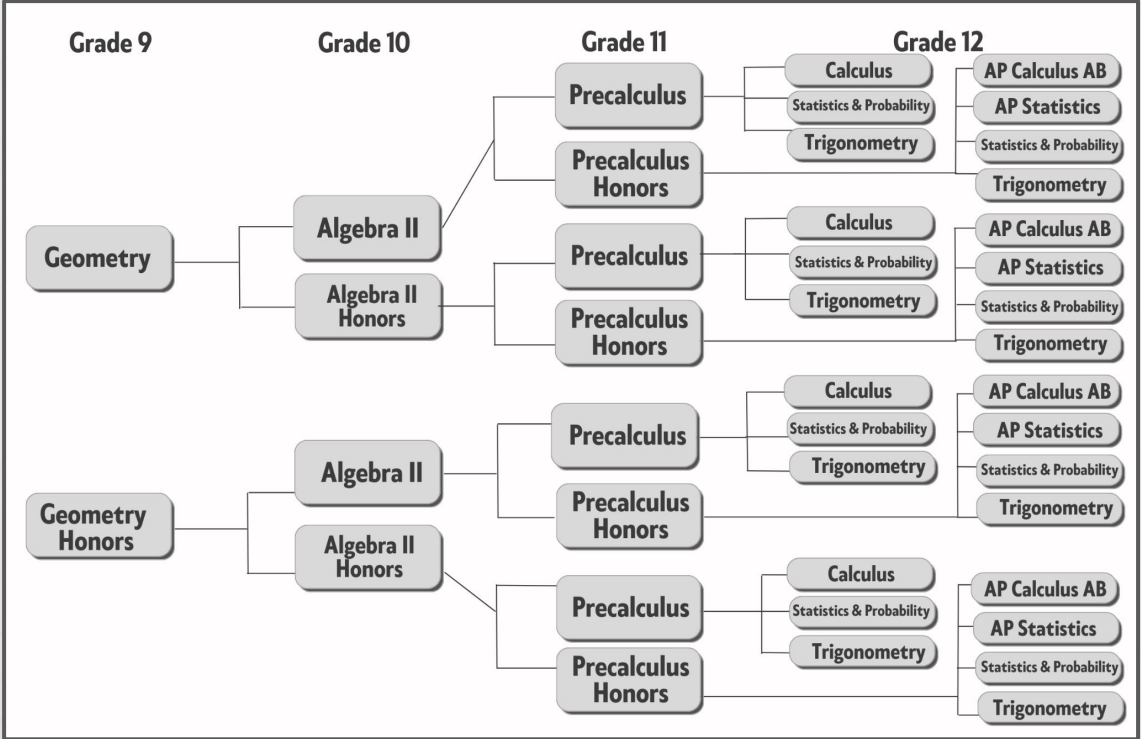 Grade 9
Grade 10
Grade 11
Grade 12
Geometry
Algebra II
Precalculus
Calculus
Statistics & Probability
Trigonometry
Precalculus
Honors
AP Calculus AB
AP Statistics
Statistics & Probability
Trigonometry
Algebra II
Honors
Precalculus
Calculus
Statistics & Probability
Trigonometry
Precalculus
Honors
AP Calculus AB
AP Statistics
Statistics & Probability
Trigonometry
Geometry
Honors
Algebra II
Precalculus
Calculus
Statistics & Probability
Trigonometry
Precalculus
Honors
AP Calculus AB
AP Statistics
Statistics & Probability
Trigonometry
Algebra II
Honors
Precalculus
Calculus
Statistics & Probability
Trigonometry
Precalculus
Honors
AP Calculus AB
AP Statistics
Statistics & Probability
Trigonometry